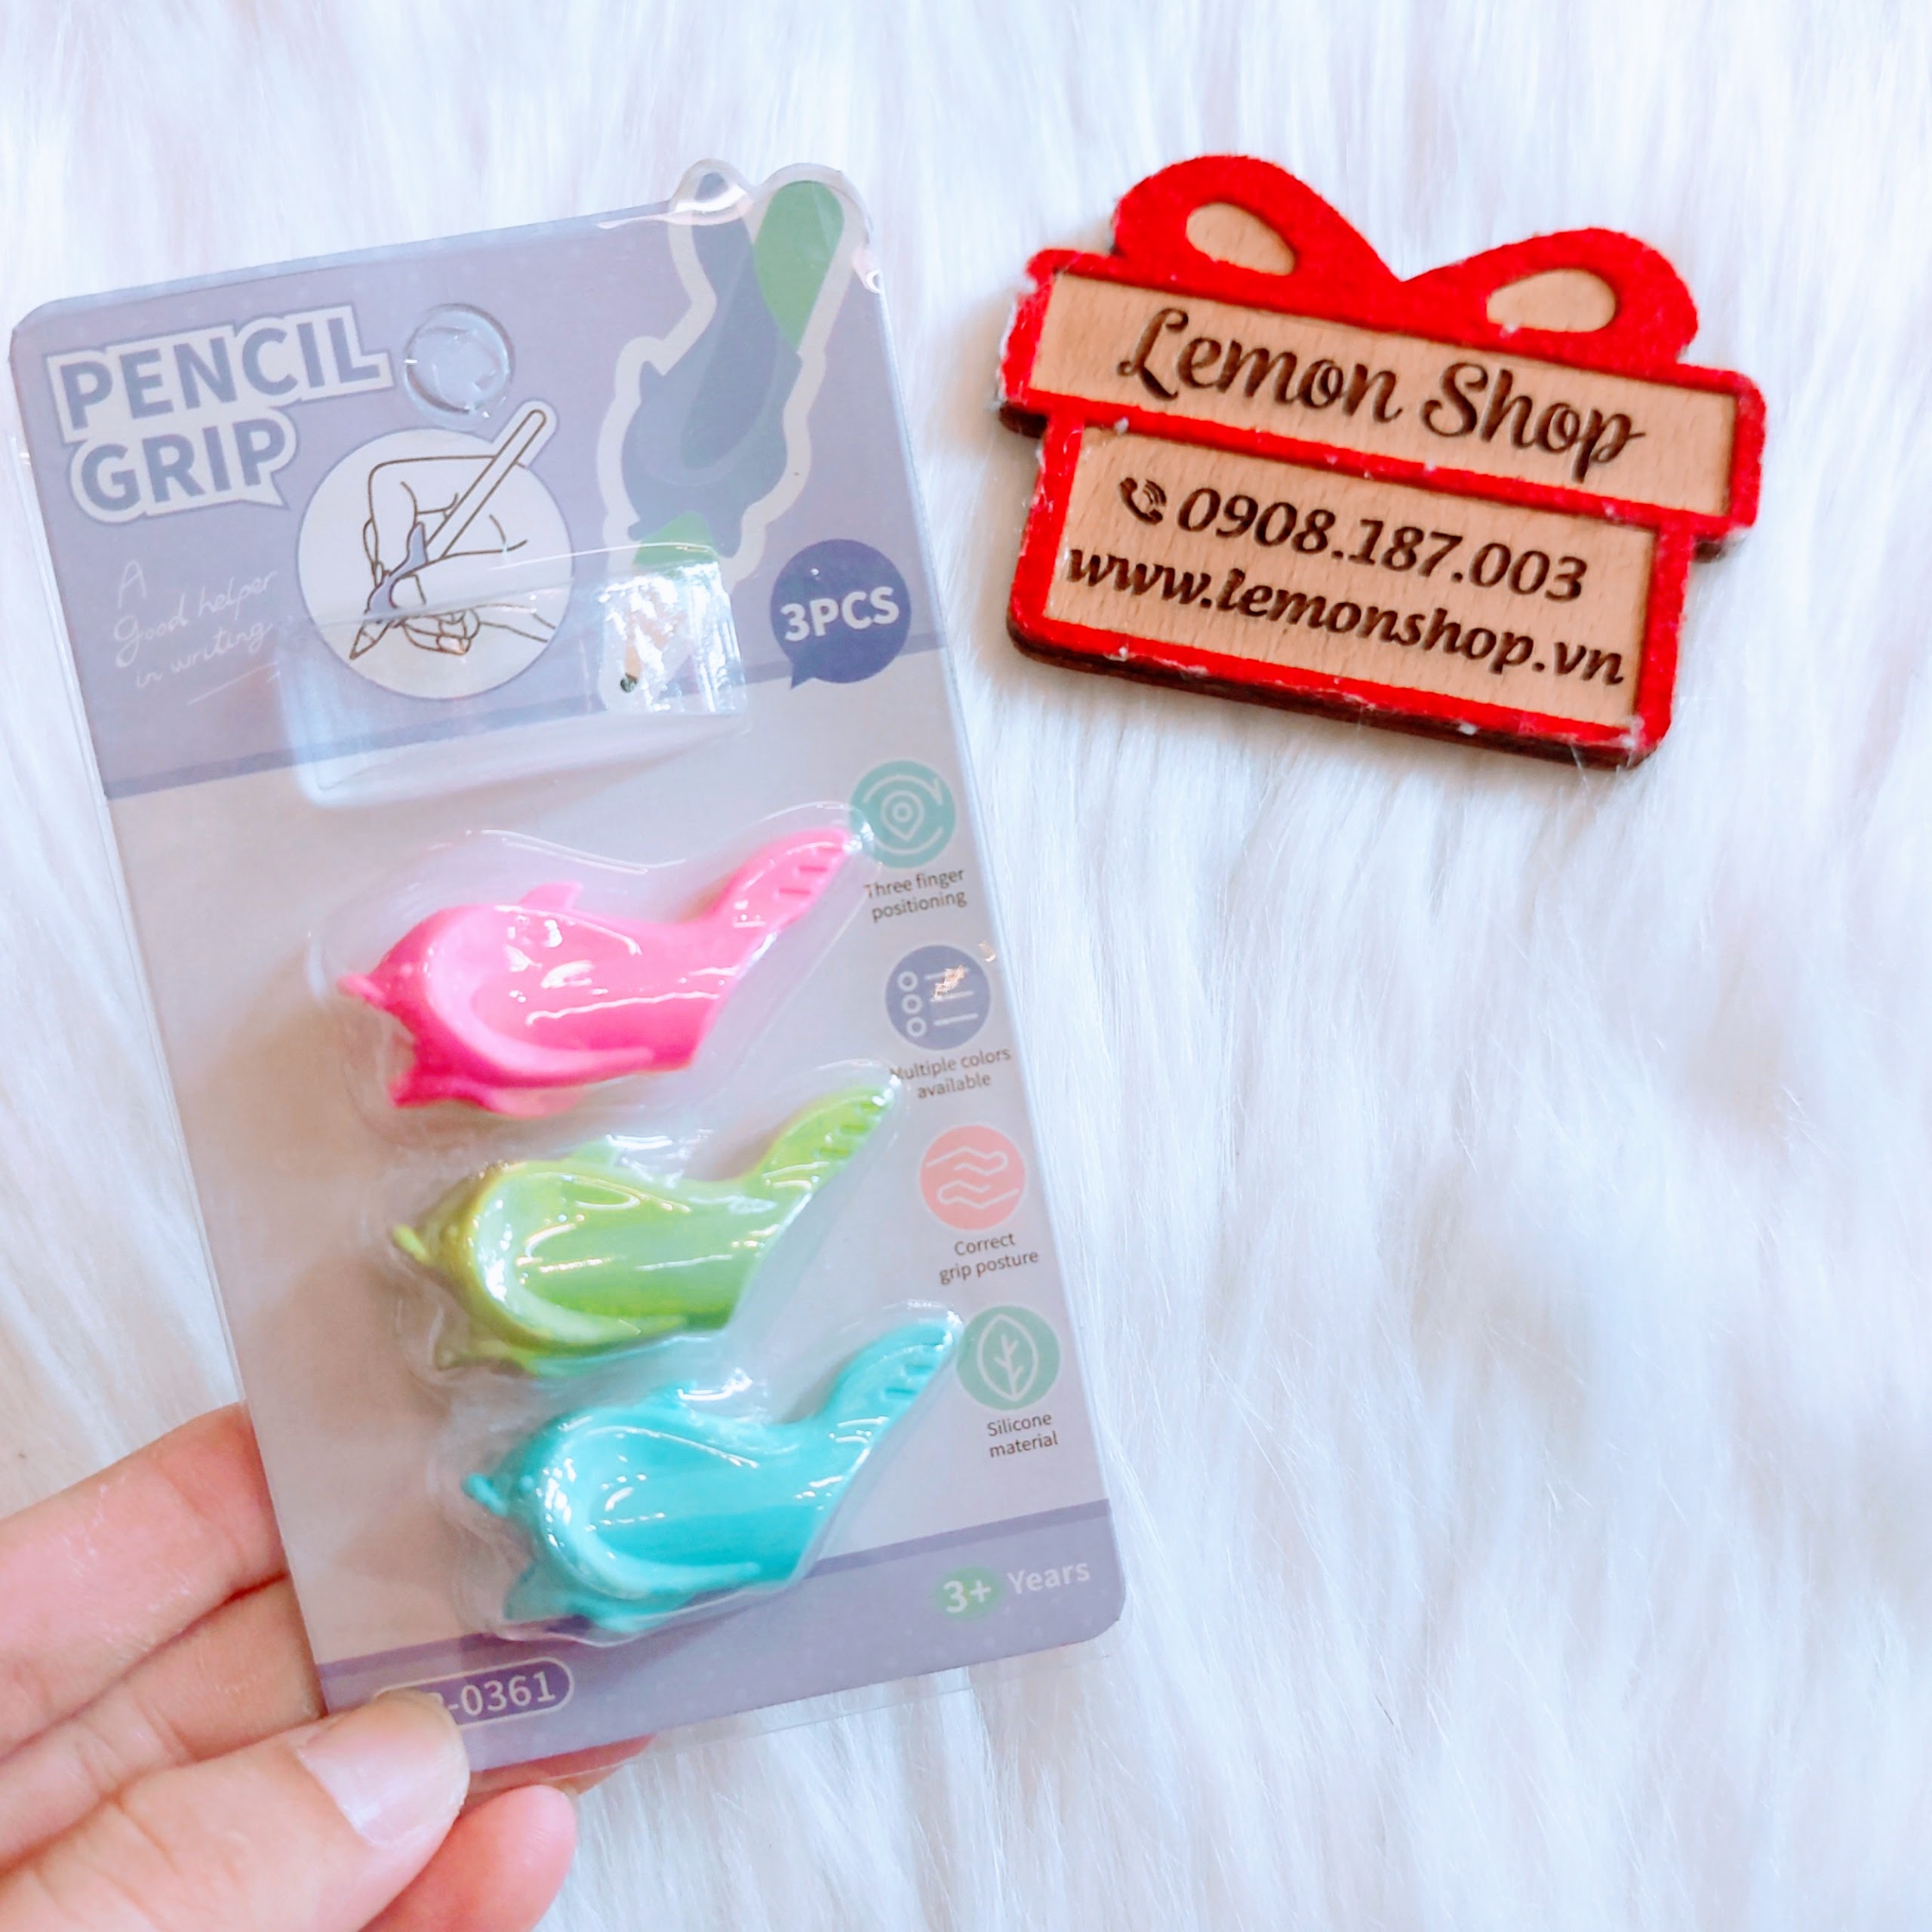 PENCIL
GRIP
A
Good helper
in writing
3PCS
Three finger
positioning
Multiple colors
available
Correct
grip posture
Silicone
material
3+ Years
-0361
Lemon Shop
0908.187.003
www.lemonshop.vn